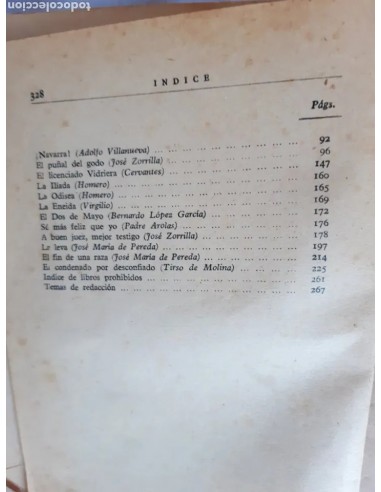 todocoleccion
328
INDICE
Págs.
¡Navarra! (Adolfo Villanueva) ... ... ... ... ... ... ... ... ... 92
El puñal del godo (José Zorrilla) ... ... ... ... ... ... ... ... 96
El licenciado Vidriera (Cervantes) ... ... ... ... ... ... ... ... 147
La Iliada (Homero) ... ... ... ... ... ... ... ... ... ... ... 160
La Odisea (Homero) ... ... ... ... ... ... ... ... ... ... ... 165
La Eneida (Virgilio) ... ... ... ... ... ... ... ... ... ... ... 169
El Dos de Mayo (Bernardo López García) ... ... ... ... ... ... 172
Sé más feliz que yo (Padre Arolas) ... ... ... ... ... ... ... 176
A buen juez, mejor testigo (José Zorrilla) ... ... ... ... ... ... 178
La leva (José María de Pereda) ... ... ... ... ... ... ... ... 197
El fin de una raza (José María de Pereda) ... ... ... ... ... ... 214
El condenado por desconfiado (Tirso de Molina) ... ... ... ... 225
Indice de libros prohibidos ... ... ... ... ... ... ... ... ... 261
Temas de redacción ... ... ... ... ... ... ... ... ... ... ... 267